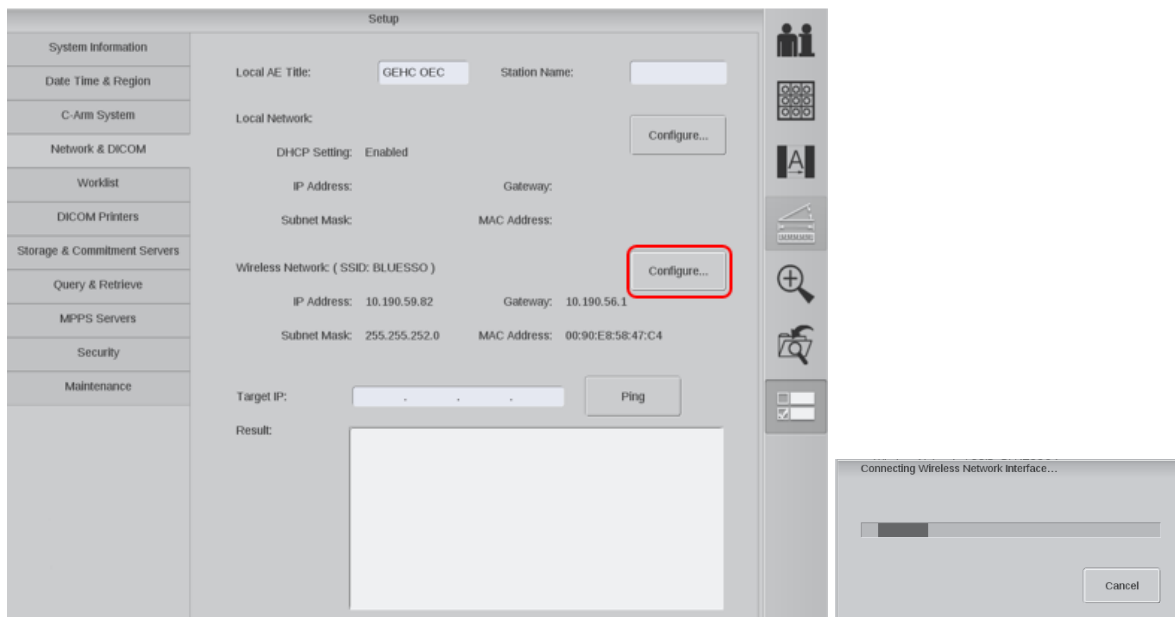 Setup
System Information
Date Time & Region
C-Arm System
Network & DICOM
Worklist
DICOM Printers
Storage & Commitment Servers
Query & Retrieve
MPPS Servers
Security
Maintenance
Local AE Title: GEHC OEC Station Name:
Local Network:
Configure...
DHCP Setting: Enabled
IP Address: Gateway:
Subnet Mask: MAC Address:
Wireless Network: ( SSID: BLUESSO )
Configure...
IP Address: 10.190.59.82 Gateway: 10.190.56.1
Subnet Mask: 255.255.252.0 MAC Address: 00:90:E8:58:47:C4
Target IP: . . . Ping
Result:
A
Connecting Wireless Network Interface...
Cancel